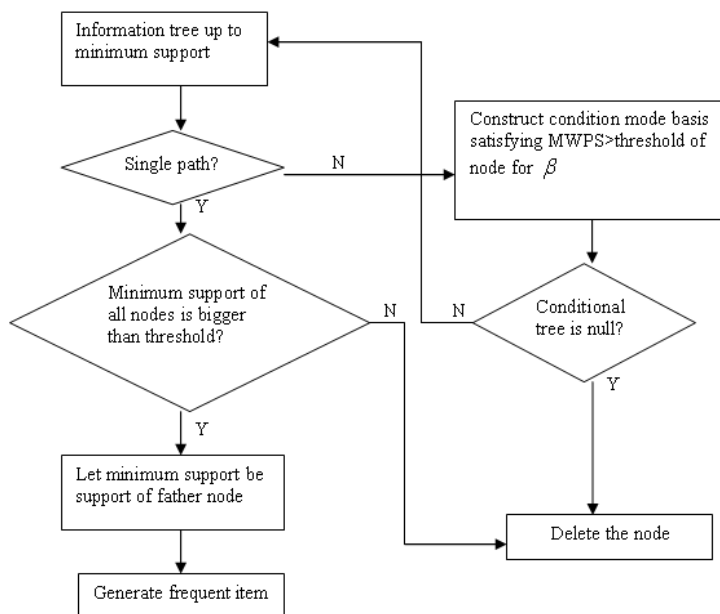 Information tree up to
minimum support
Single path?
N
Y
Construct condition mode basis
satisfying MWPS>threshold of
node for β
Minimum support of
all nodes is bigger
than threshold?
N
Y
Conditional
tree is null?
N
Y
Let minimum support be
support of father node
Delete the node
Generate frequent item